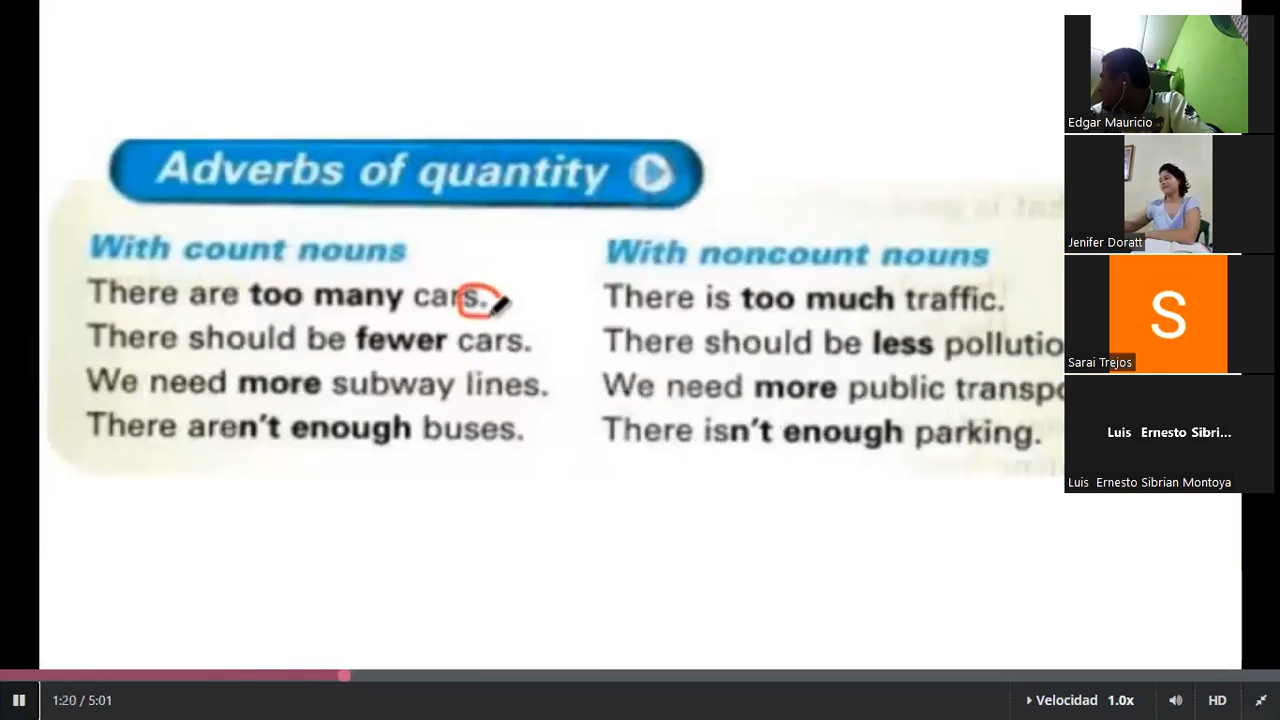 Adverbs of quantity
With count nouns
There are too many cars.
There should be fewer cars.
We need more subway lines.
There aren't enough buses.
With noncount nouns
There is too much traffic.
There should be less pollutio
We need more public transpo
There isn't enough parking.
Edgar Mauricio
Jenifer Doratt
S
Sarai Trejos
Luis Ernesto Sibri...
Luis Ernesto Sibrian Montoya
1:20 / 5:01
Velocidad 1.0x
HD